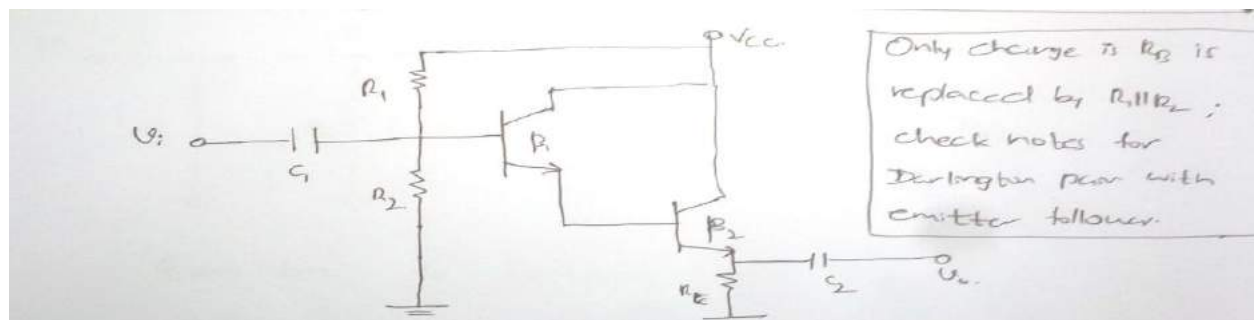 VCC.
R1
Vi
C1
β1
R2
β2
RE
C2
Vo.
Only change is RB is
replaced by R1||R2 ;
check notes for
Darlington pair with
emitter follower.